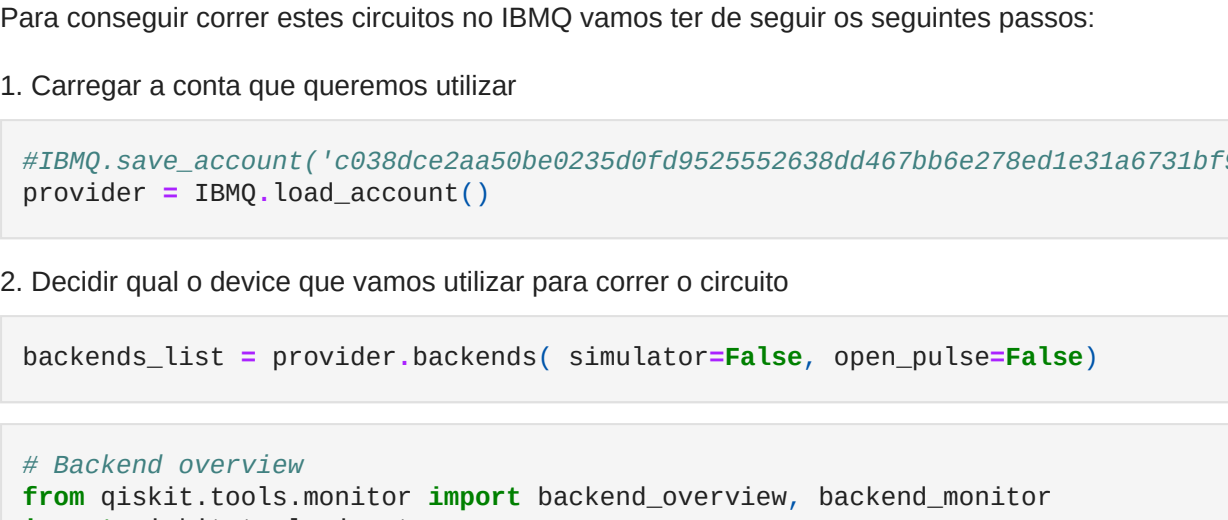 Para conseguir correr estes circuitos no IBMQ vamos ter de seguir os seguintes passos:
1. Carregar a conta que queremos utilizar
#IBMQ.save_account('c038dce2aa50be0235d0fd9525552638dd467bb6e278ed1e31a6731bf9
provider = IBMQ.load_account()
2. Decidir qual o device que vamos utilizar para correr o circuito
backends_list = provider.backends( simulator=False, open_pulse=False)
# Backend overview
from qiskit.tools.monitor import backend_overview, backend_monitor